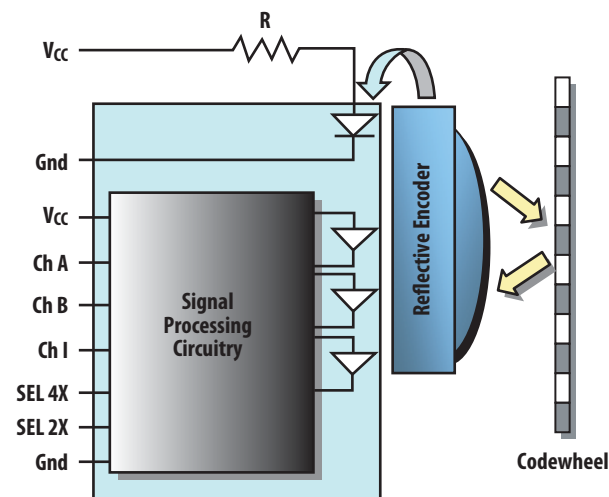 R
VCC
Gnd
VCC
Ch A
Ch B
Ch I
SEL 4X
SEL 2X
Gnd
Signal
Processing
Circuitry
Reflective Encoder
Codewheel